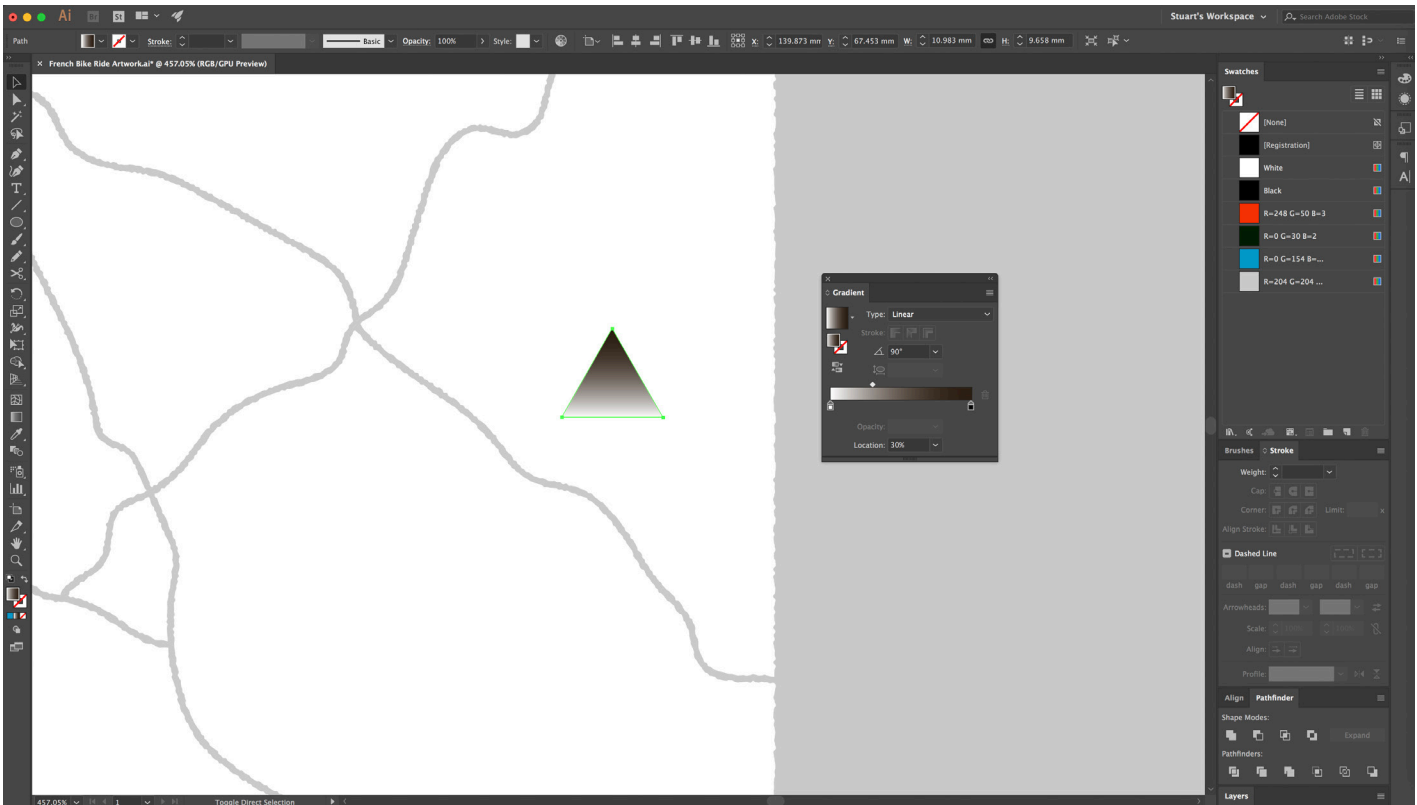 Ai Br St Stuart's Workspace Search Adobe Stock
Path Stroke: Basic Opacity: 100% Style: X: 139.873 mm Y: 67.453 mm W: 10.983 mm H: 9.658 mm
× French Bike Ride Artwork.ai* @ 457.05% (RGB/GPU Preview)
Swatches
[None]
[Registration]
White
Black
R=248 G=50 B=3
R=0 G=30 B=2
R=0 G=154 B=...
R=204 G=204 ...
Gradient
Type: Linear
Stroke:
90°
Opacity:
Location: 30%
Brushes Stroke
Weight:
Cap:
Corner: Limit: x
Align Stroke:
Dashed Line
dash gap dash gap dash gap
Arrowheads:
Scale: 100% 100%
Align:
Profile:
Align Pathfinder
Shape Modes:
Expand
Pathfinders:
Layers
457.05% 1 Toggle Direct Selection